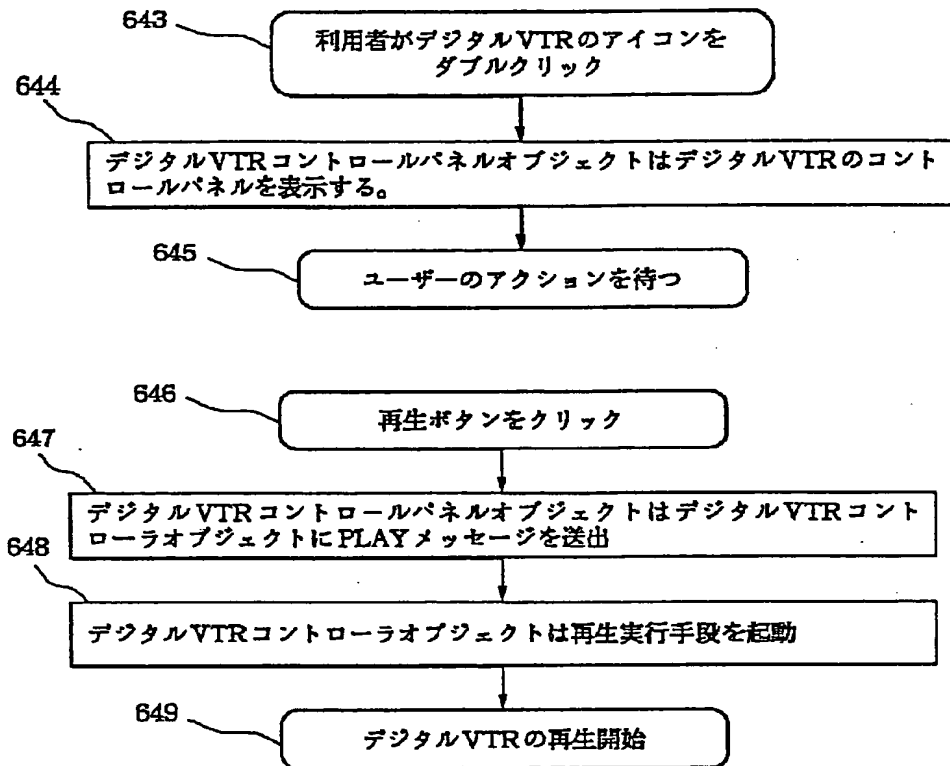 643
利用者がデジタルVTRのアイコンを
ダブルクリック
644
デジタルVTRコントロールパネルオブジェクトはデジタルVTRのコント
ロールパネルを表示する。
645
ユーザーのアクションを待つ
646
再生ボタンをクリック
647
デジタルVTRコントロールパネルオブジェクトはデジタルVTRコント
ローラオブジェクトにPLAYメッセージを送出
648
デジタルVTRコントローラオブジェクトは再生実行手段を起動
649
デジタルVTRの再生開始